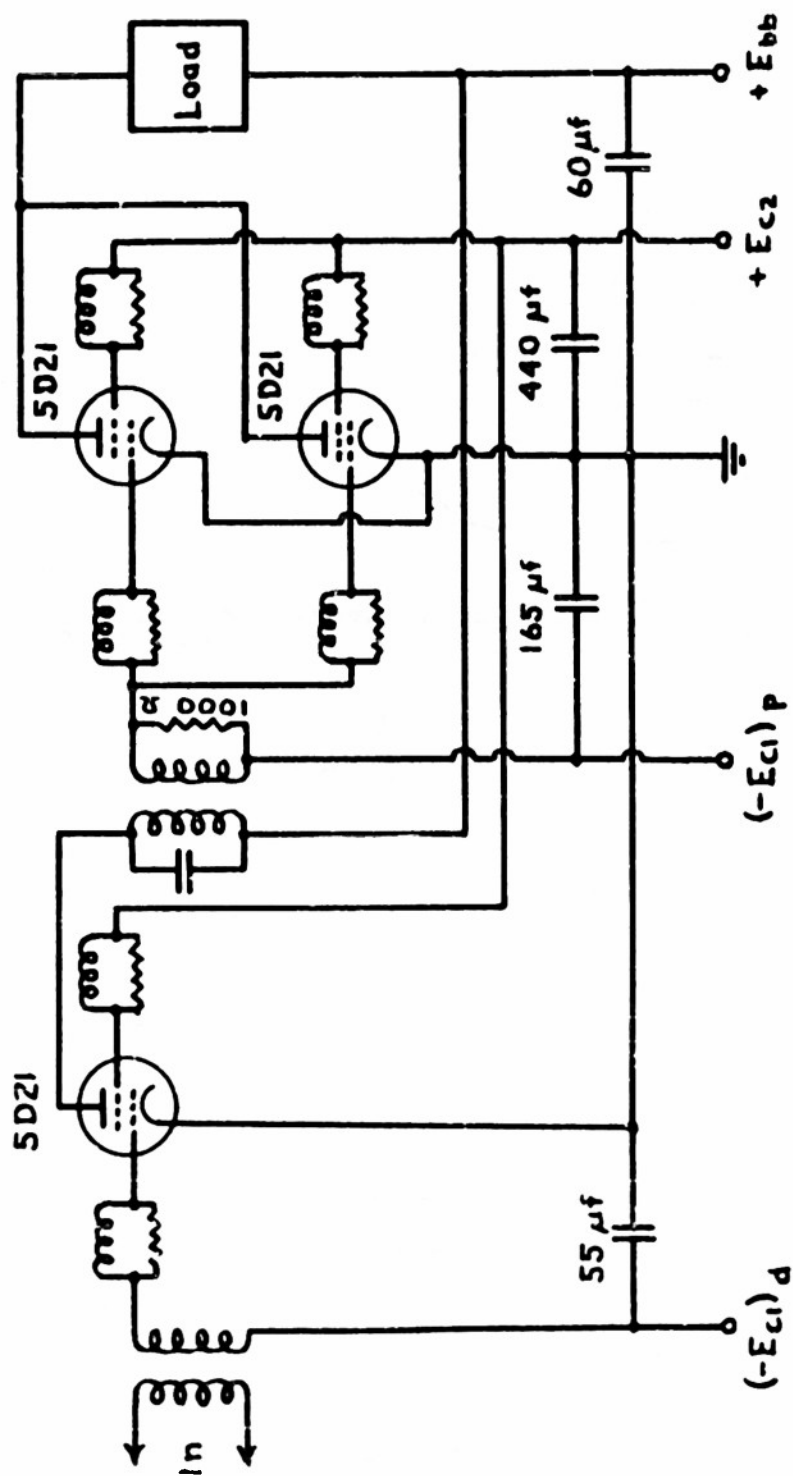 In
5D21
5D21
5D21
Load
1000 Ω
55 μf
165 μf
440 μf
60 μf
(-Ec1)d
(-Ec1)p
+ Ec2
+ Ebb